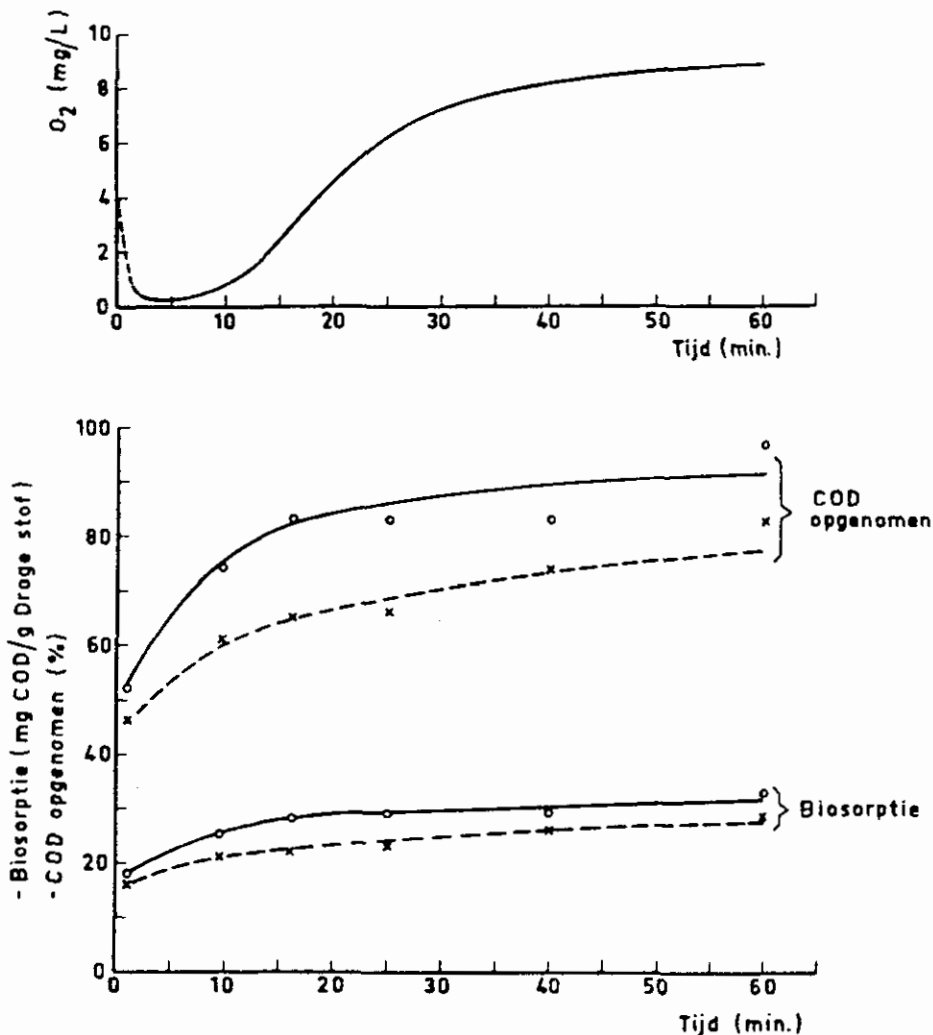 O2 (mg/L)
10
8
6
4
2
0
0 10 20 30 40 50 60
Tijd (min.)
- Biosorptie (mg COD/g Droge stof)
- COD opgenomen (%)
100
80
60
40
20
0
COD
opgenomen
Biosorptie
0 10 20 30 40 50 60
Tijd (min.)